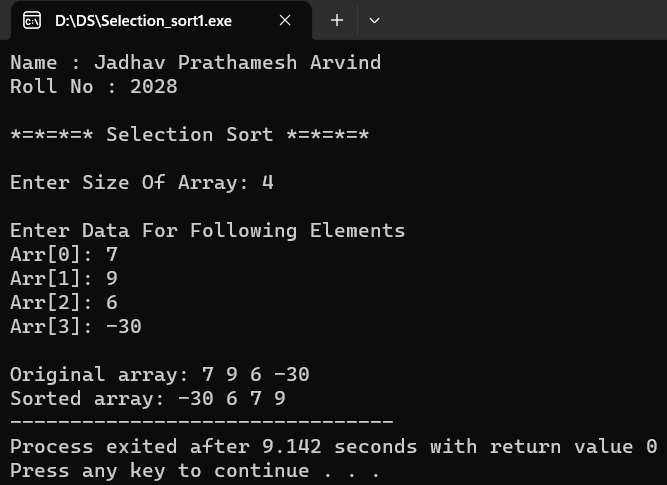 D:\DS\Selection_sort1.exe
Name : Jadhav Prathamesh Arvind
Roll No : 2028
*=*=*=* Selection Sort *=*=*=*
Enter Size Of Array: 4
Enter Data For Following Elements
Arr[0]: 7
Arr[1]: 9
Arr[2]: 6
Arr[3]: -30
Original array: 7 9 6 -30
Sorted array: -30 6 7 9
--------------------------------
Process exited after 9.142 seconds with return value 0
Press any key to continue . . .